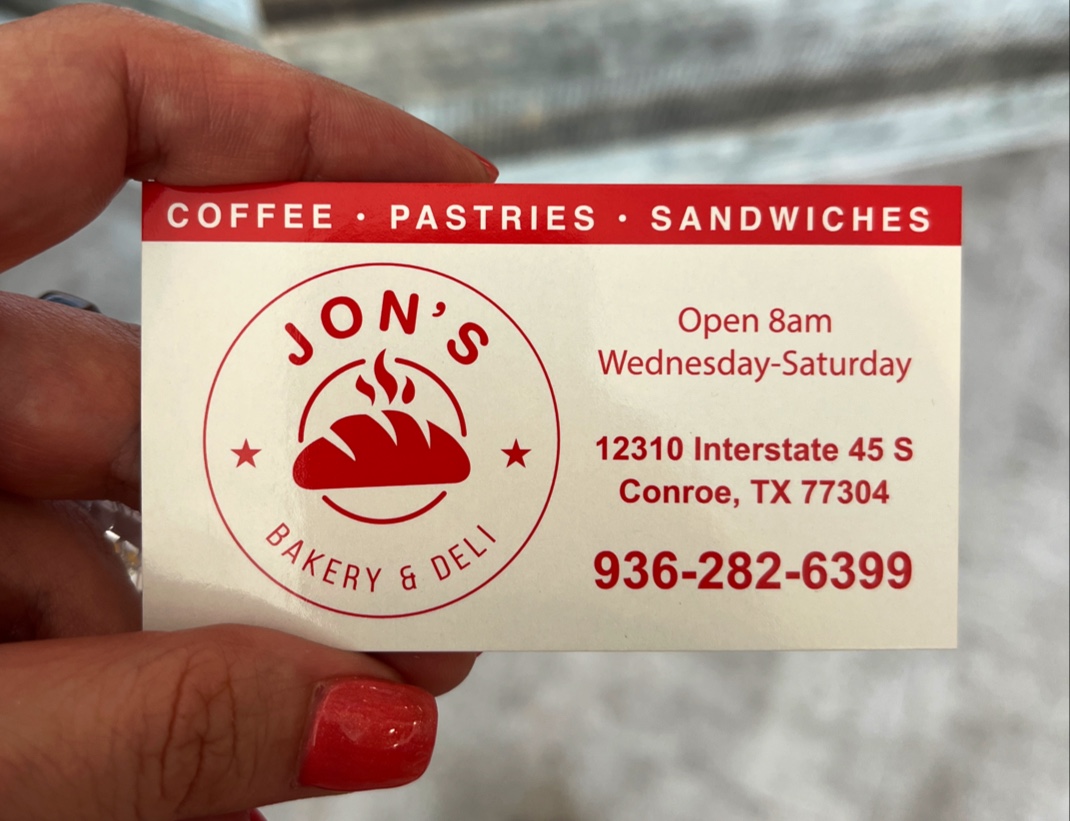 COFFEE • PASTRIES • SANDWICHES
JON'S
BAKERY & DELI
Open 8am
Wednesday-Saturday
12310 Interstate 45 S
Conroe, TX 77304
936-282-6399